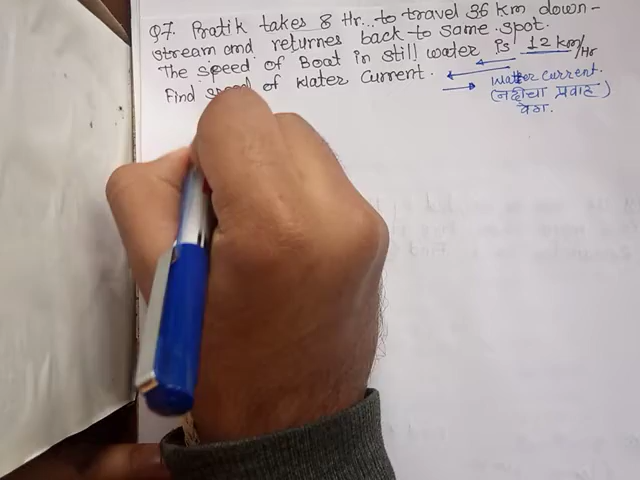 Q7. Pratik takes 8 Hr...to travel 36 km down-
stream and returnes back to same spot.
The speed of Boat in still water is 12 km/Hr
Find speed of Water Current.
Water current.
(नदीचा प्रवाह)
वेग.